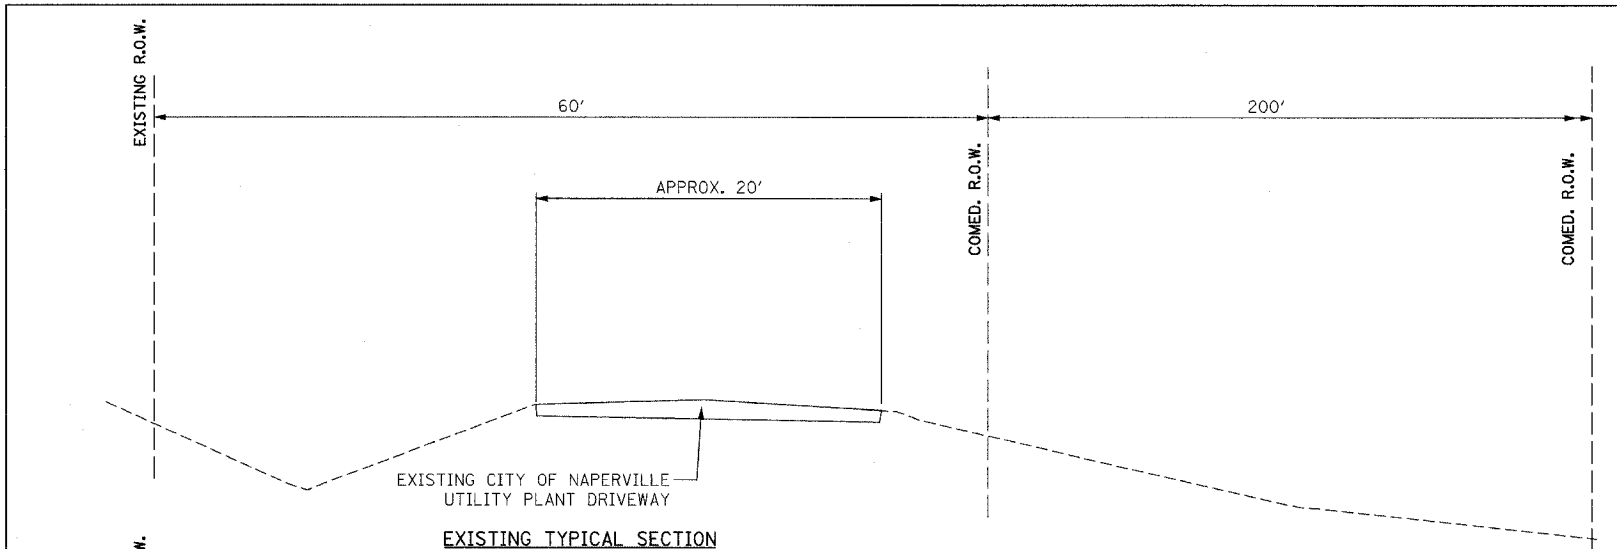 EXISTING R.O.W.
60'
200'
APPROX. 20'
COMED. R.O.W.
COMED. R.O.W.
EXISTING CITY OF NAPERVILLE
UTILITY PLANT DRIVEWAY
EXISTING TYPICAL SECTION
W.